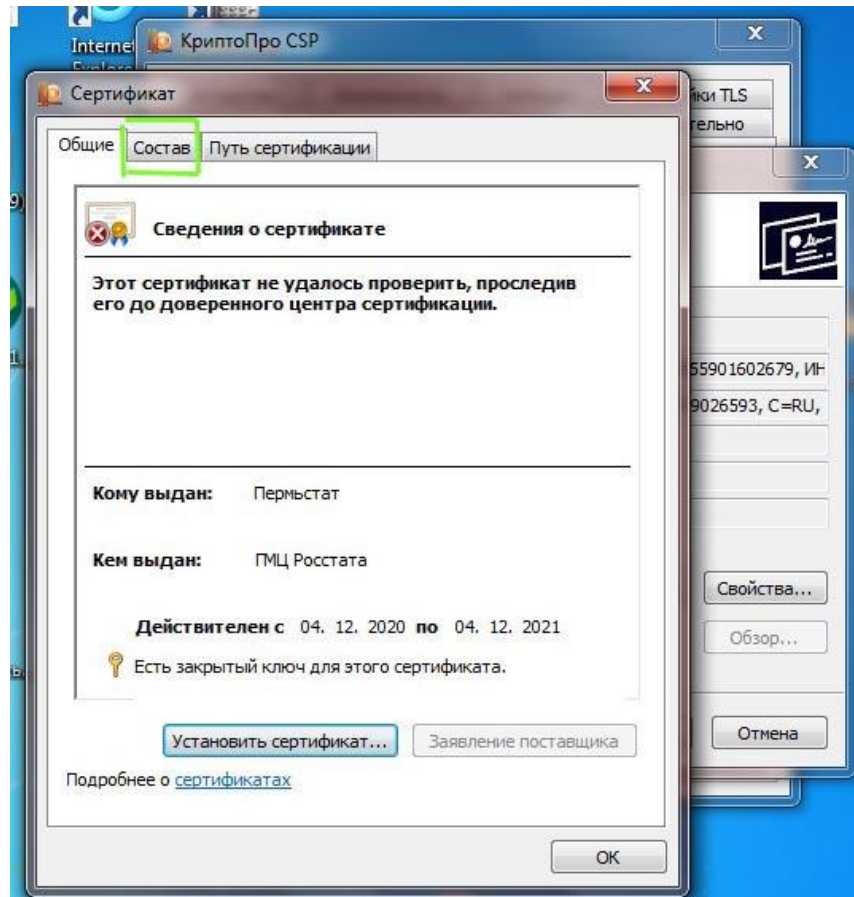 Internet
КриптоПро CSP
Сертификат
йки TLS
тельно
Общие Состав Путь сертификации
Сведения о сертификате
Этот сертификат не удалось проверить, проследив
его до доверенного центра сертификации.
55901602679, ИН
9026593, C=RU,
Кому выдан: Пермьстат
Кем выдан: ГМЦ Росстата
Свойства...
Действителен с 04. 12. 2020 по 04. 12. 2021
Обзор...
Есть закрытый ключ для этого сертификата.
Установить сертификат... Заявление поставщика
Отмена
Подробнее о сертификатах
ОК